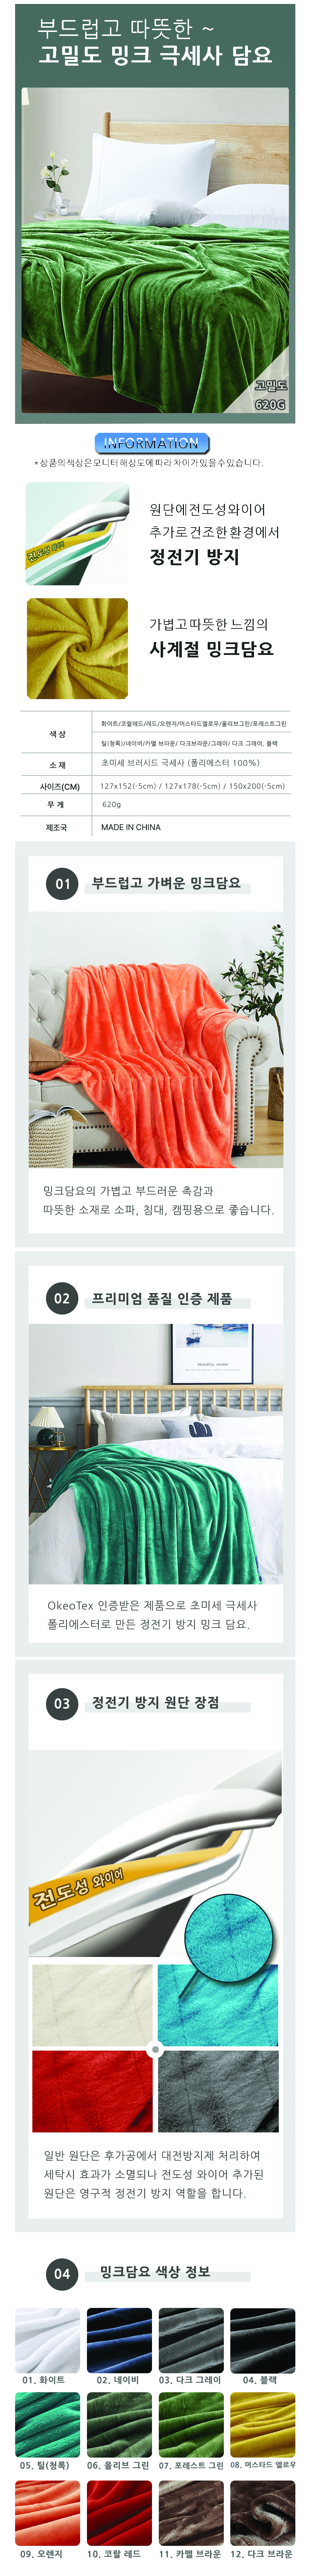 부드럽고 따뜻한 ~
고밀도 밍크 극세사 담요
고밀도
620G
INFORMATION
*상품의색상은모니터해상도에따라차이가있을수있습니다.
전도성 와이어
원단에전도성와이어
추가로건조한환경에서
정전기 방지
가볍고따뜻한느낌의
사계절 밍크담요
색 상
화이트/코랄레드/레드/오렌지/머스타드옐로우/올리브그린/포레스트그린
틸(청록)/네이비/카멜 브라운/ 다크브라운/그레이/ 다크 그레이, 블랙
소 재 초미세 브러시드 극세사 (폴리에스터 100%)
사이즈(CM) 127x152(-5cm) / 127x178(-5cm) / 150x200(-5cm)
무 게 620g
제조국 MADE IN CHINA
01 부드럽고 가벼운 밍크담요
밍크담요의 가볍고 부드러운 촉감과
따뜻한 소재로 소파, 침대, 캠핑용으로 좋습니다.
02 프리미엄 품질 인증 제품
OkeoTex 인증받은 제품으로 초미세 극세사
폴리에스터로 만든 정전기 방지 밍크 담요.
03 정전기 방지 원단 장점
전도성 와이어
일반 원단은 후가공에서 대전방지제 처리하여
세탁시 효과가 소멸되나 전도성 와이어 추가된
원단은 영구적 정전기 방지 역할을 합니다.
04 밍크담요 색상 정보
01. 화이트 02. 네이비 03. 다크 그레이 04. 블랙
05. 틸(청록) 06. 올리브 그린 07. 포레스트 그린 08. 머스타드 옐로우
09. 오렌지 10. 코랄 레드 11. 카멜 브라운 12. 다크 브라운